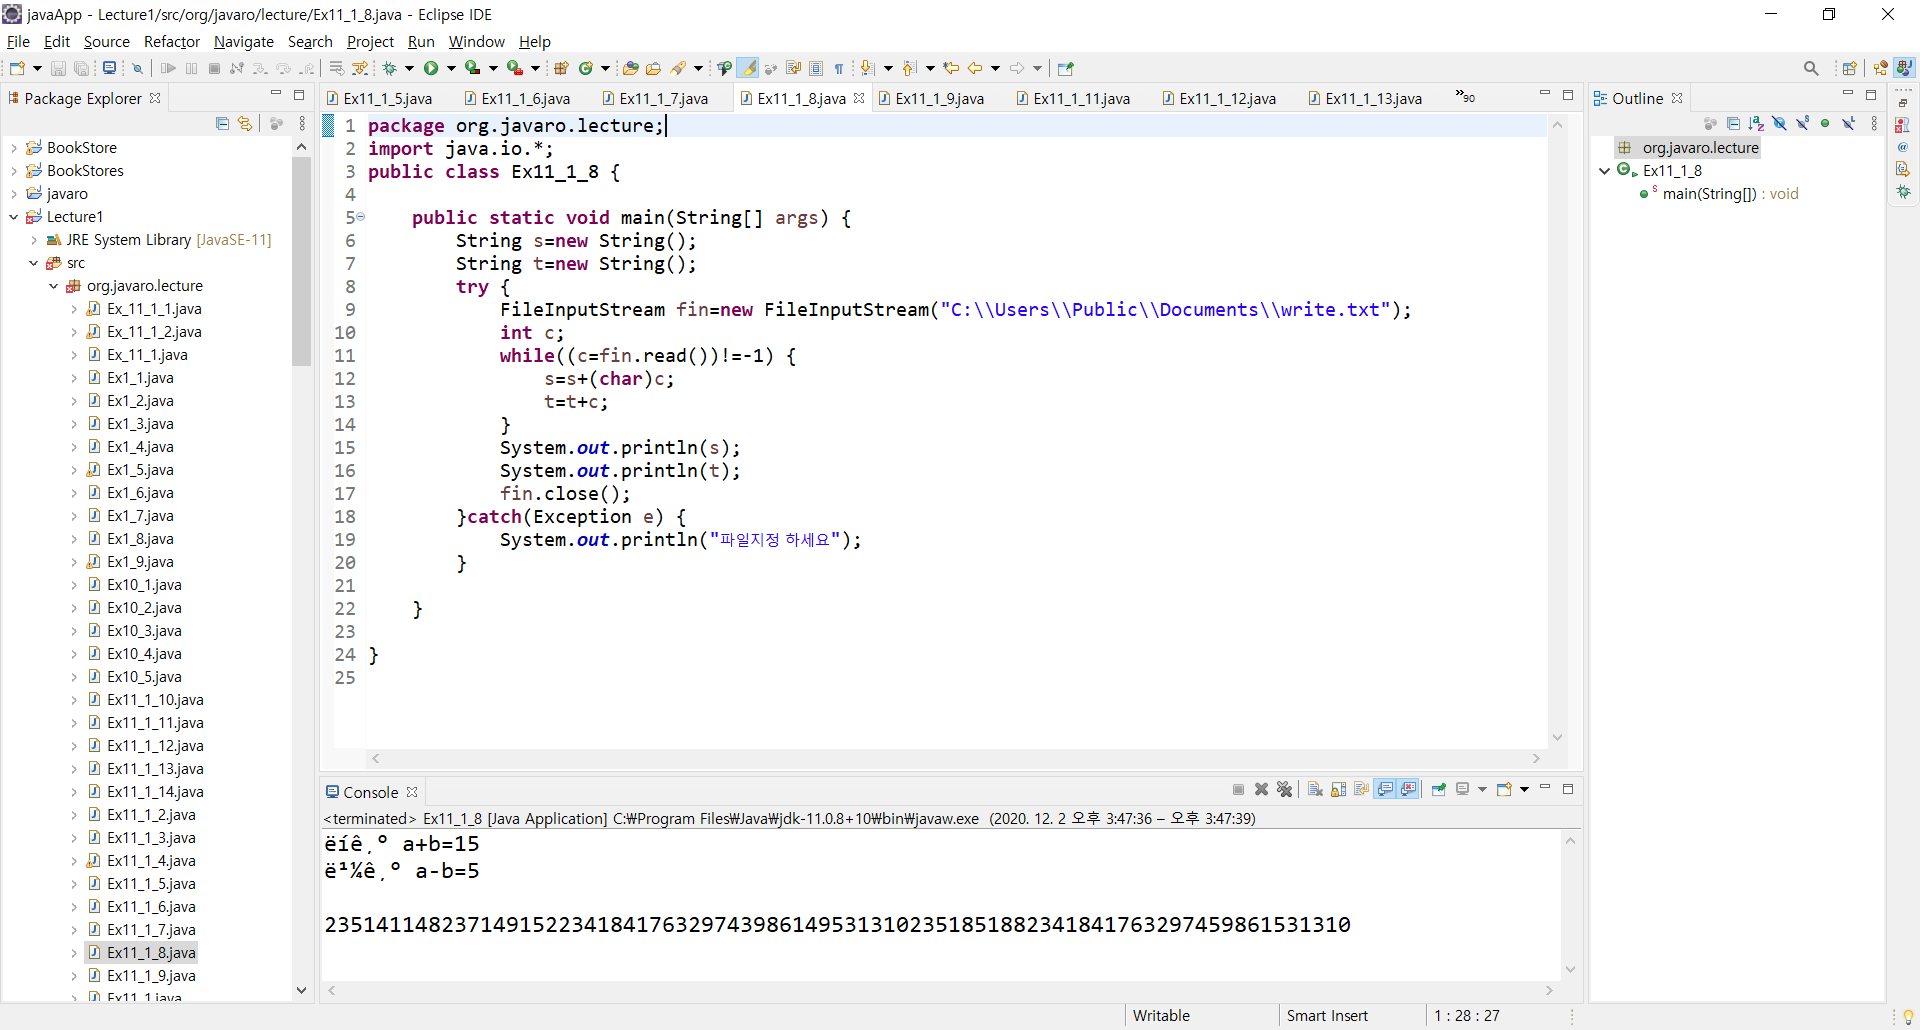 javaApp - Lecture1/src/org/javaro/lecture/Ex11_1_8.java - Eclipse IDE
File Edit Source Refactor Navigate Search Project Run Window Help
Package Explorer
BookStore
BookStores
javaro
Lecture1
JRE System Library [JavaSE-11]
src
org.javaro.lecture
Ex_11_1_1.java
Ex_11_1_2.java
Ex_11_1.java
Ex1_1.java
Ex1_2.java
Ex1_3.java
Ex1_4.java
Ex1_5.java
Ex1_6.java
Ex1_7.java
Ex1_8.java
Ex1_9.java
Ex10_1.java
Ex10_2.java
Ex10_3.java
Ex10_4.java
Ex10_5.java
Ex11_1_10.java
Ex11_1_11.java
Ex11_1_12.java
Ex11_1_13.java
Ex11_1_14.java
Ex11_1_2.java
Ex11_1_3.java
Ex11_1_4.java
Ex11_1_5.java
Ex11_1_6.java
Ex11_1_7.java
Ex11_1_8.java
Ex11_1_9.java
Ex11_1.java
Ex11_1_5.java Ex11_1_6.java Ex11_1_7.java Ex11_1_8.java Ex11_1_9.java Ex11_1_11.java Ex11_1_12.java Ex11_1_13.java »90
1 package org.javaro.lecture;
2 import java.io.*;
3 public class Ex11_1_8 {
4
5     public static void main(String[] args) {
6         String s=new String();
7         String t=new String();
8         try {
9             FileInputStream fin=new FileInputStream("C:\\Users\\Public\\Documents\\write.txt");
10             int c;
11             while((c=fin.read())!=-1) {
12                 s=s+(char)c;
13                 t=t+c;
14             }
15             System.out.println(s);
16             System.out.println(t);
17             fin.close();
18         }catch(Exception e) {
19             System.out.println("파일지정 하세요");
20         }
21
22     }
23
24 }
25
Console
<terminated> Ex11_1_8 [Java Application] C:₩Program Files₩Java₩jdk-11.0.8+10₩bin₩javaw.exe (2020. 12. 2 오후 3:47:36 – 오후 3:47:39)
ëíê¸° a+b=15
ë¹¼ê¸° a-b=5
2351411482371491522341841763297439861495313102351851882341841763297459861531310
Outline
org.javaro.lecture
Ex11_1_8
main(String[]) : void
Writable Smart Insert 1 : 28 : 27